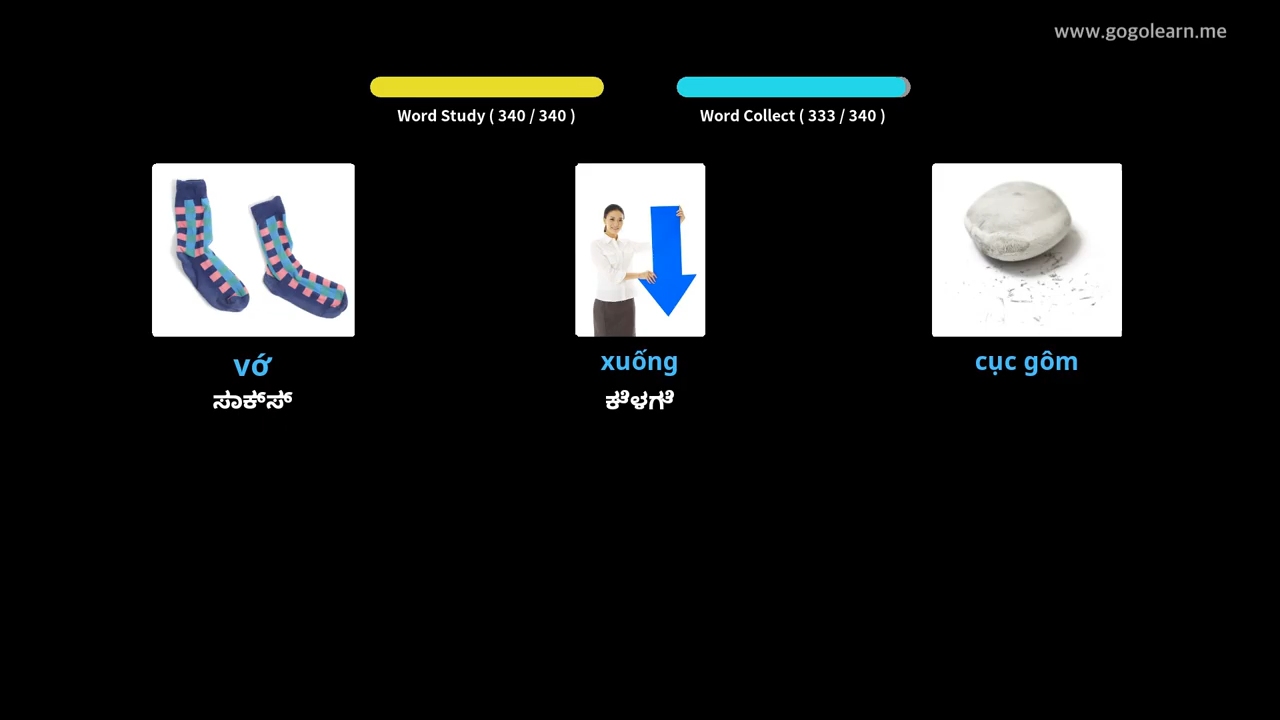 www.gogolearn.me
Word Study ( 340 / 340 )
Word Collect ( 333 / 340 )
vớ
xuống
cục gôm
ಸಾಕ್ಸ್
ಕೆಳಗೆ